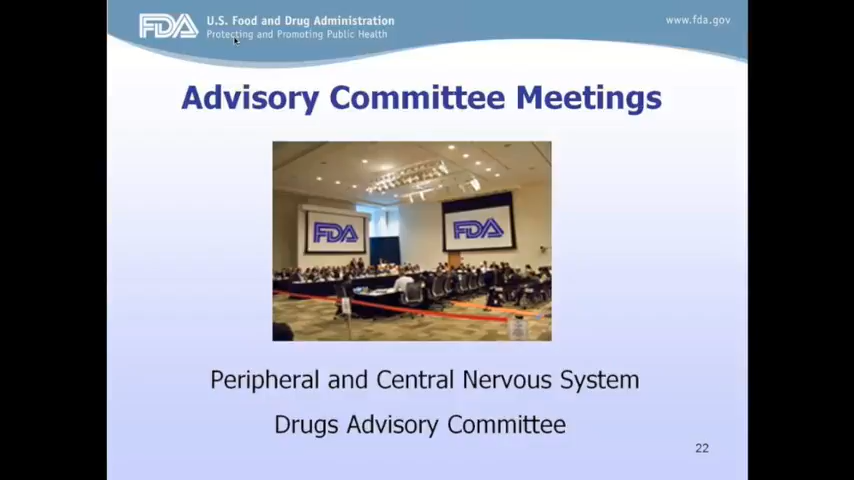 FDA
U.S. Food and Drug Administration
Protecting and Promoting Public Health
www.fda.gov
Advisory Committee Meetings
FDA
FDA
Peripheral and Central Nervous System
Drugs Advisory Committee
22